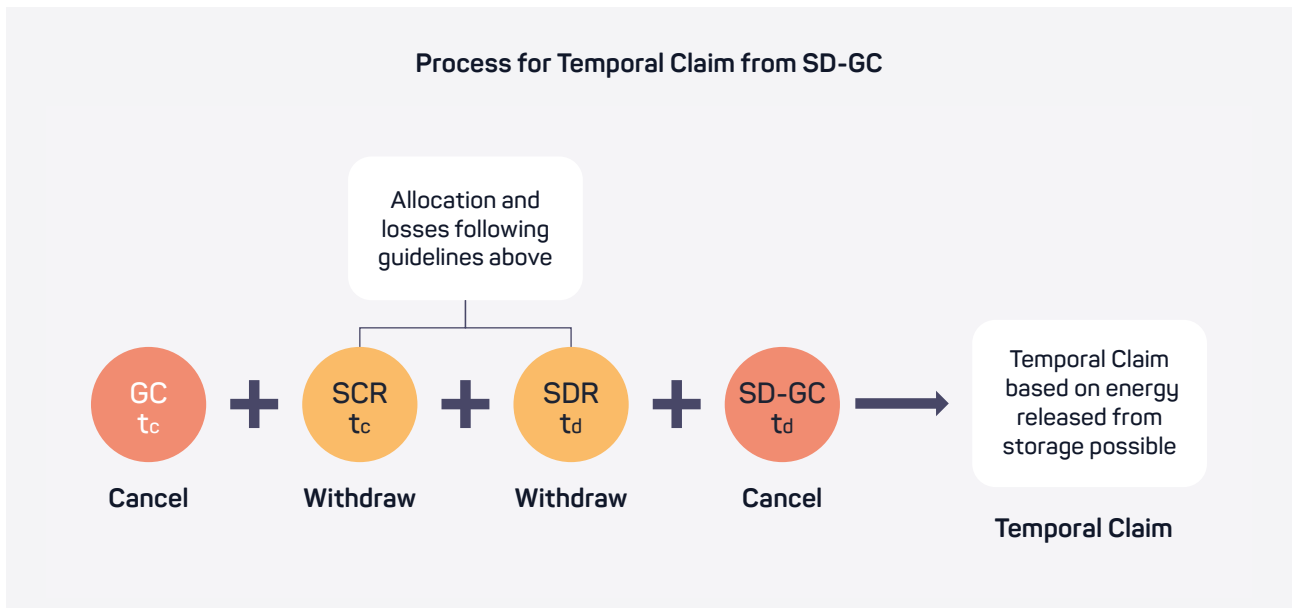 Process for Temporal Claim from SD-GC
Allocation and
losses following
guidelines above
GC
tc
SCR
tc
SDR
td
SD-GC
td
Temporal Claim
based on energy
released from
storage possible
Cancel
Withdraw
Withdraw
Cancel
Temporal Claim